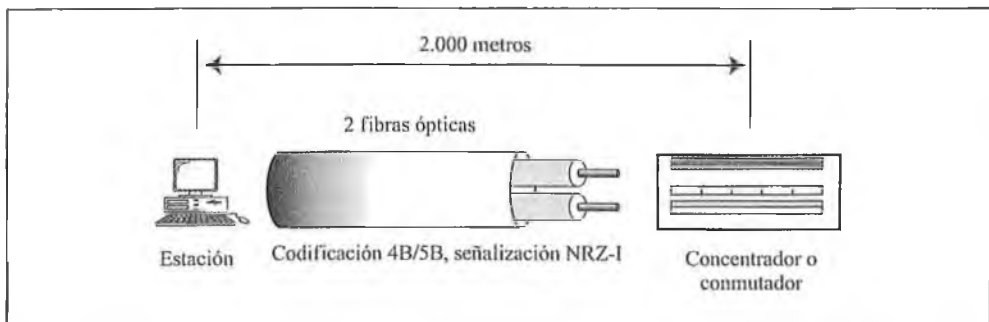 2.000 metros
2 fibras ópticas
Estación
Codificación 4B/5B, señalización NRZ-I
Concentrador o
conmutador